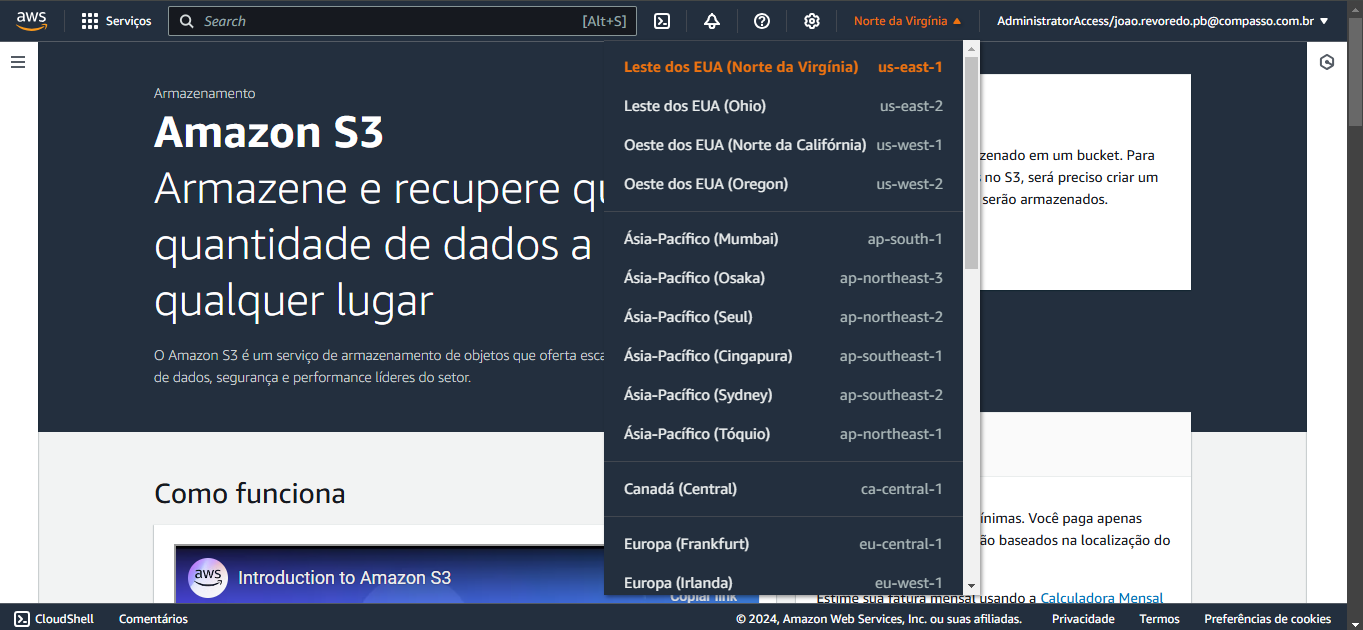 aws
Serviços
Search
[Alt+S]
Norte da Virgínia
AdministratorAccess/joao.revoredo.pb@compasso.com.br
Leste dos EUA (Norte da Virgínia) us-east-1
Leste dos EUA (Ohio) us-east-2
Oeste dos EUA (Norte da Califórnia) us-west-1
Oeste dos EUA (Oregon) us-west-2
Ásia-Pacífico (Mumbai) ap-south-1
Ásia-Pacífico (Osaka) ap-northeast-3
Ásia-Pacífico (Seul) ap-northeast-2
Ásia-Pacífico (Cingapura) ap-southeast-1
Ásia-Pacífico (Sydney) ap-southeast-2
Ásia-Pacífico (Tóquio) ap-northeast-1
Canadá (Central) ca-central-1
Europa (Frankfurt) eu-central-1
Europa (Irlanda) eu-west-1
Armazenamento
Amazon S3
Armazene e recupere qu
quantidade de dados a
qualquer lugar
O Amazon S3 é um serviço de armazenamento de objetos que oferta esca
de dados, segurança e performance líderes do setor.
zenado em um bucket. Para
no S3, será preciso criar um
serão armazenados.
Como funciona
aws
Introduction to Amazon S3
Copiar link
ínimas. Você paga apenas
ão baseados na localização do
Estime sua fatura mensal usando a Calculadora Mensal
CloudShell
Comentários
© 2024, Amazon Web Services, Inc. ou suas afiliadas.
Privacidade
Termos
Preferências de cookies